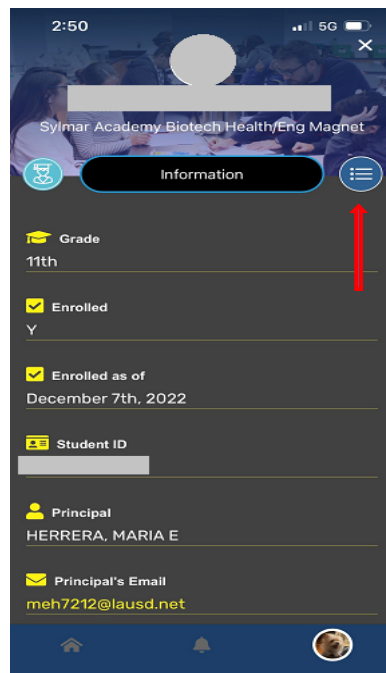 2:50
5G
Sylmar Academy Biotech Health/Eng Magnet
Information
Grade
11th
Enrolled
Y
Enrolled as of
December 7th, 2022
Student ID
Principal
HERRERA, MARIA E
Principal's Email
meh7212@lausd.net